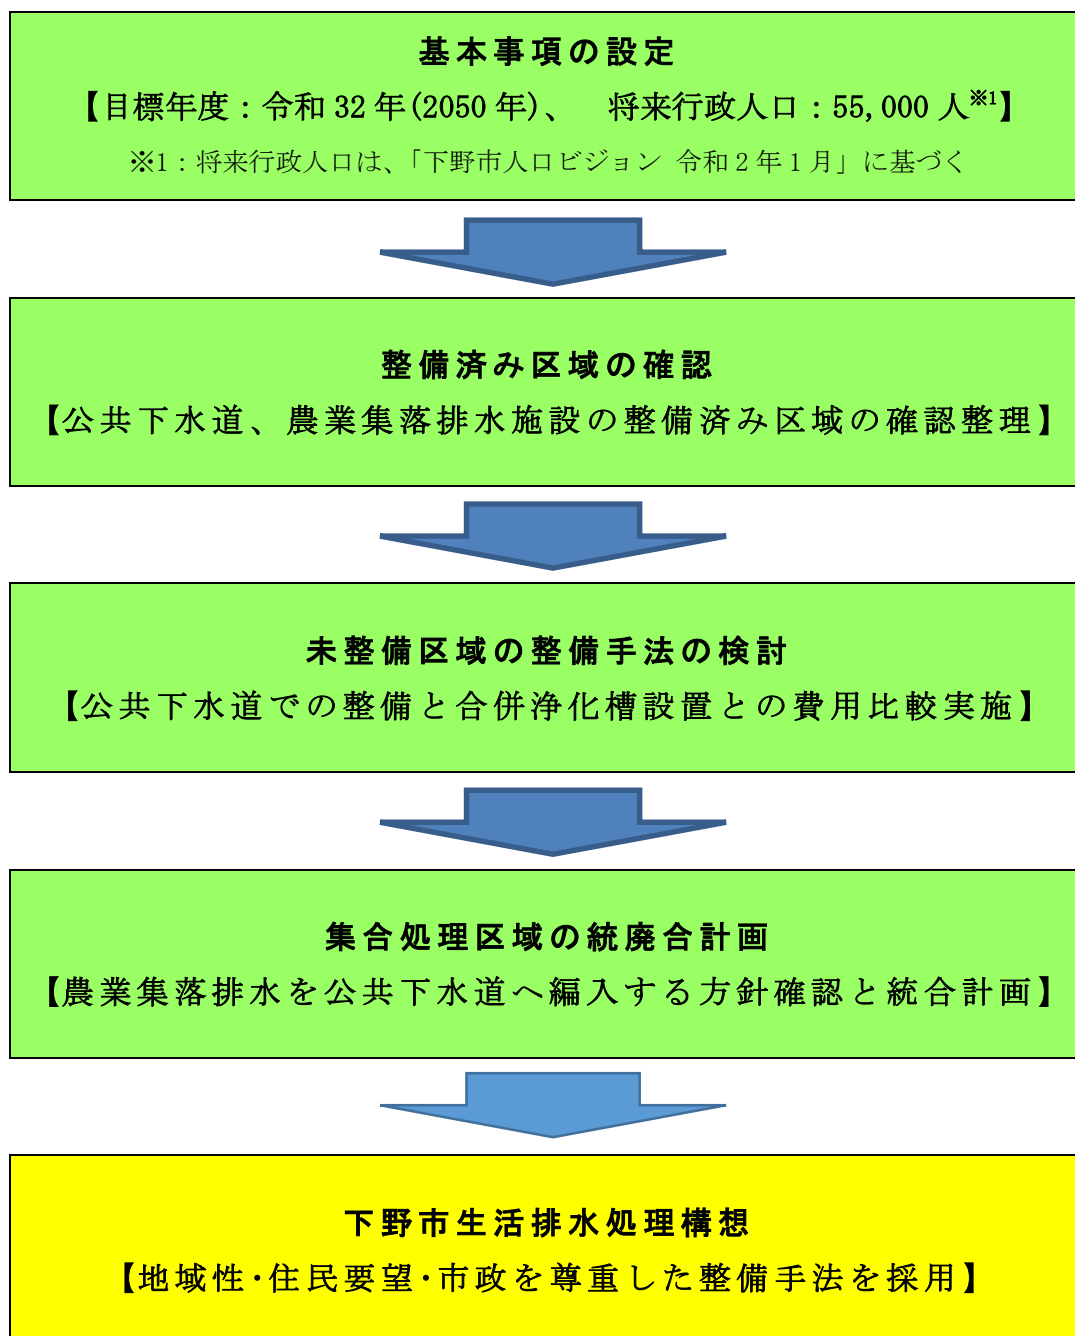 基本事項の設定
【目標年度：令和 32 年(2050 年)、　将来行政人口：55,000 人※1】
※1：将来行政人口は、「下野市人口ビジョン 令和 2 年 1 月」に基づく
整備済み区域の確認
【公共下水道、農業集落排水施設の整備済み区域の確認整理】
未整備区域の整備手法の検討
【公共下水道での整備と合併浄化槽設置との費用比較実施】
集合処理区域の統廃合計画
【農業集落排水を公共下水道へ編入する方針確認と統合計画】
下野市生活排水処理構想
【地域性・住民要望・市政を尊重した整備手法を採用】